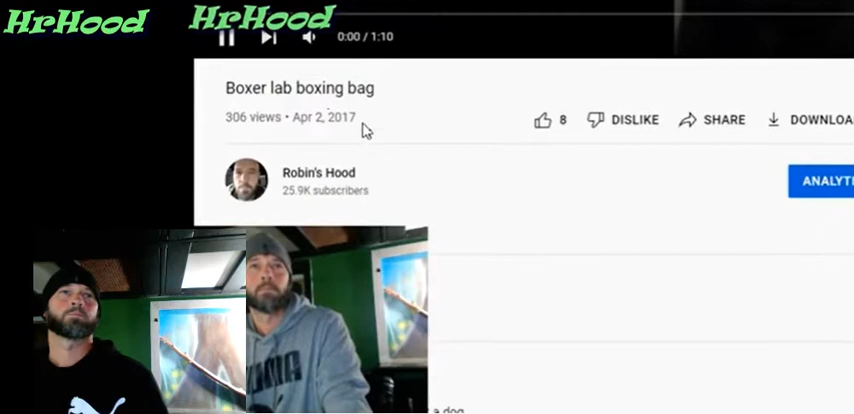 HrHood
HrHood
0:00 / 1:10
Boxer lab boxing bag
306 views • Apr 2, 2017
8 DISLIKE SHARE DOWNLOA
Robin's Hood
25.9K subscribers
ANALYTI
a dog